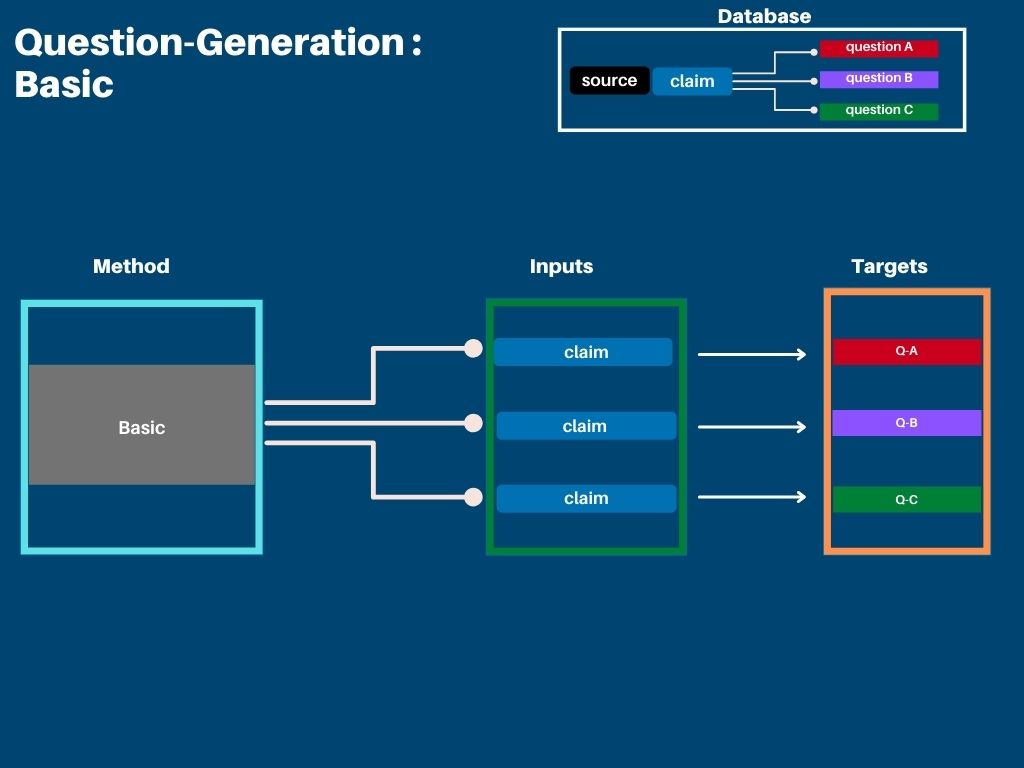 Question-Generation :
Basic
Database
source
claim
question A
question B
question C
Method
Inputs
Targets
Basic
claim
claim
claim
Q-A
Q-B
Q-C